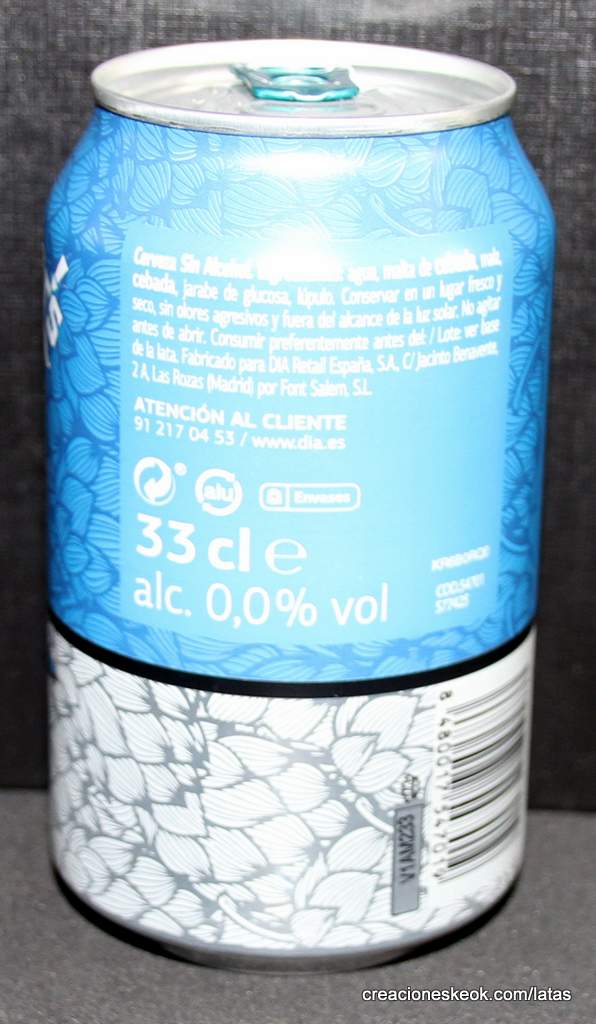 Cerveza Sin Alcohol. agua, malta de cebada, maíz,
cebada, jarabe de glucosa, lúpulo. Conservar en un lugar fresco y
seco, sin olores agresivos y fuera del alcance de la luz solar. No agitar
antes de abrir. Consumir preferentemente antes del: / Lote: ver base
de la lata. Fabricado para DIA Retail España, S.A., C/ Jacinto Benavente,
2 A, Las Rozas (Madrid) por Font Salem, S.L.
ATENCIÓN AL CLIENTE
91 217 04 53 / www.dia.es
alu
Envases
33 cl e
alc. 0,0% vol
COD.54701
577425
V1AM233
creacioneskeok.com/latas